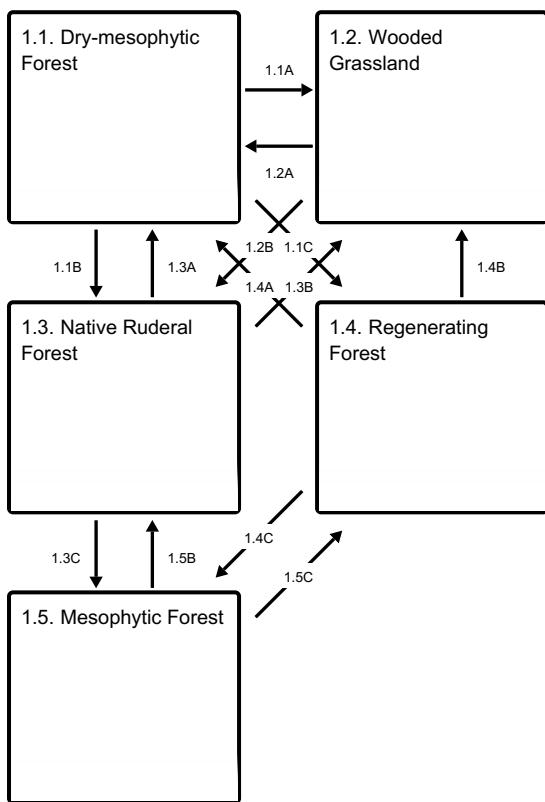 1.1. Dry-mesophytic
Forest
1.2. Wooded
Grassland
1.1A
1.2A
1.1B
1.3A
1.2B
1.1C
1.4A
1.3B
1.4B
1.3. Native Ruderal
Forest
1.4. Regenerating
Forest
1.3C
1.5B
1.4C
1.5C
1.5. Mesophytic Forest